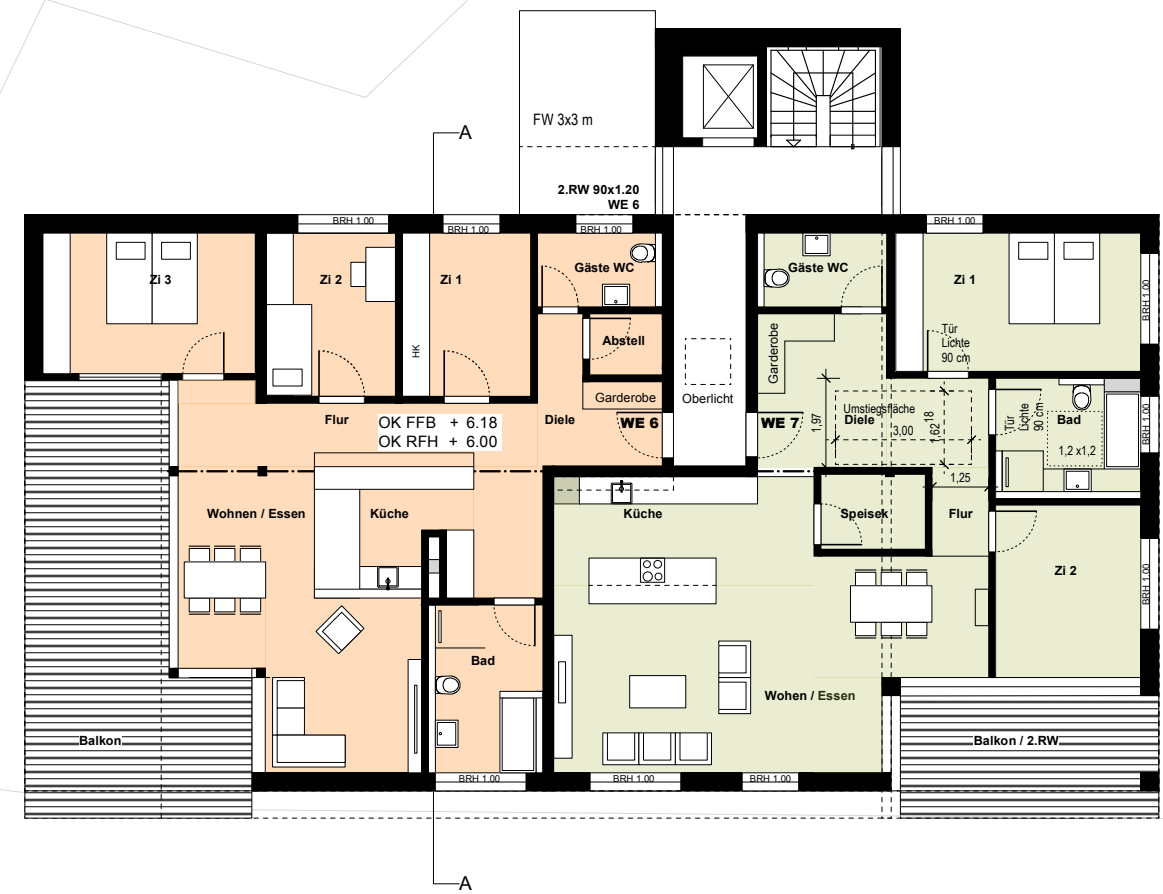 A
FW 3x3 m
2.RW 90x1.20
WE 6
BRH 1.00
BRH 1.00
BRH 1.00
BRH 1.00
Zi 3
Zi 2
Zi 1
HK
Gäste WC
Abstell
Garderobe
Oberlicht
Gäste WC
Garderobe
Zi 1
BRH 1.00
Tür
Lichte
90 cm
Flur
OK FFB + 6.18
OK RFH + 6.00
Diele
WE 6
WE 7
1,97
Umstiegsfläche
Diele
3,00
1,62 18
1,25
Tür
Lichte
90 cm
Bad
1,2 x1,2
BRH 1.00
Wohnen / Essen
Küche
Küche
Speisek
Flur
Zi 2
BRH 1.00
Bad
Wohen / Essen
Balkon
Balkon / 2.RW
BRH 1.00
BRH 1.00
BRH 1.00
A